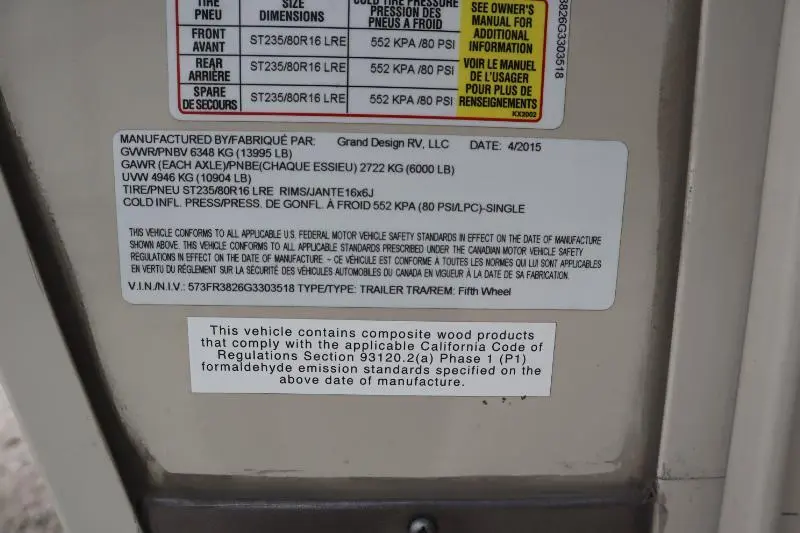 TIRE SIZE COLD TIRE PRESSURE SEE OWNER'S
PNEU DIMENSIONS PRESSION DES MANUAL FOR
PNEUS A FROID ADDITIONAL
INFORMATION
FRONT
AVANT ST235/80R16 LRE 552 KPA /80 PSI
REAR
ARRIÈRE ST235/80R16 LRE 552 KPA /80 PSI
SPARE
DE SECOURS ST235/80R16 LRE 552 KPA /80 PSI
VOIR LE MANUEL
DE L'USAGER
POUR PLUS DE
RENSEIGNEMENTS
KX2002
3826G3303518
MANUFACTURED BY/FABRIQUÉ PAR: Grand Design RV, LLC DATE: 4/2015
GVWR/PNBV 6348 KG (13995 LB)
GAWR (EACH AXLE)/PNBE(CHAQUE ESSIEU) 2722 KG (6000 LB)
UVW 4946 KG (10904 LB)
TIRE/PNEU ST235/80R16 LRE RIMS/JANTE16x6J
COLD INFL. PRESS/PRESS. DE GONFL. À FROID 552 KPA (80 PSI/LPC)-SINGLE
THIS VEHICLE CONFORMS TO ALL APPLICABLE U.S. FEDERAL MOTOR VEHICLE SAFETY STANDARDS IN EFFECT ON THE DATE OF MANUFACTURE
SHOWN ABOVE. THIS VEHICLE CONFORMS TO ALL APPLICABLE STANDARDS PRESCRIBED UNDER THE CANADIAN MOTOR VEHICLE SAFETY
REGULATIONS IN EFFECT ON THE DATE OF MANUFACTURE - CE VÉHICULE EST CONFORME À TOUTES LES NORMES QUI LUI SONT APPLICABLES
EN VERTU DU RÈGLEMENT SUR LA SÉCURITÉ DES VÉHICULES AUTOMOBILES DU CANADA EN VIGUEUR À LA DATE DE SA FABRICATION.
V.I.N./N.I.V.: 573FR3826G3303518 TYPE/TYPE: TRAILER TRA/REM: Fifth Wheel
This vehicle contains composite wood products
that comply with the applicable California Code of
Regulations Section 93120.2(a) Phase 1 (P1)
formaldehyde emission standards specified on the
above date of manufacture.